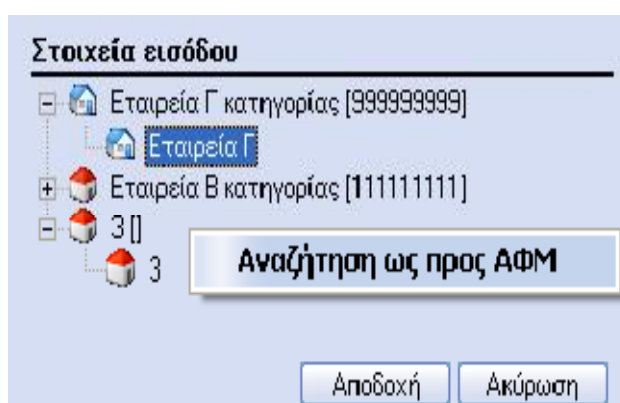 Στοιχεία εισόδου
Εταιρεία Γ κατηγορίας [999999999]
Εταιρεία Γ
Εταιρεία Β κατηγορίας [111111111]
3 []
3
Αναζήτηση ως προς ΑΦΜ
Αποδοχή Ακύρωση